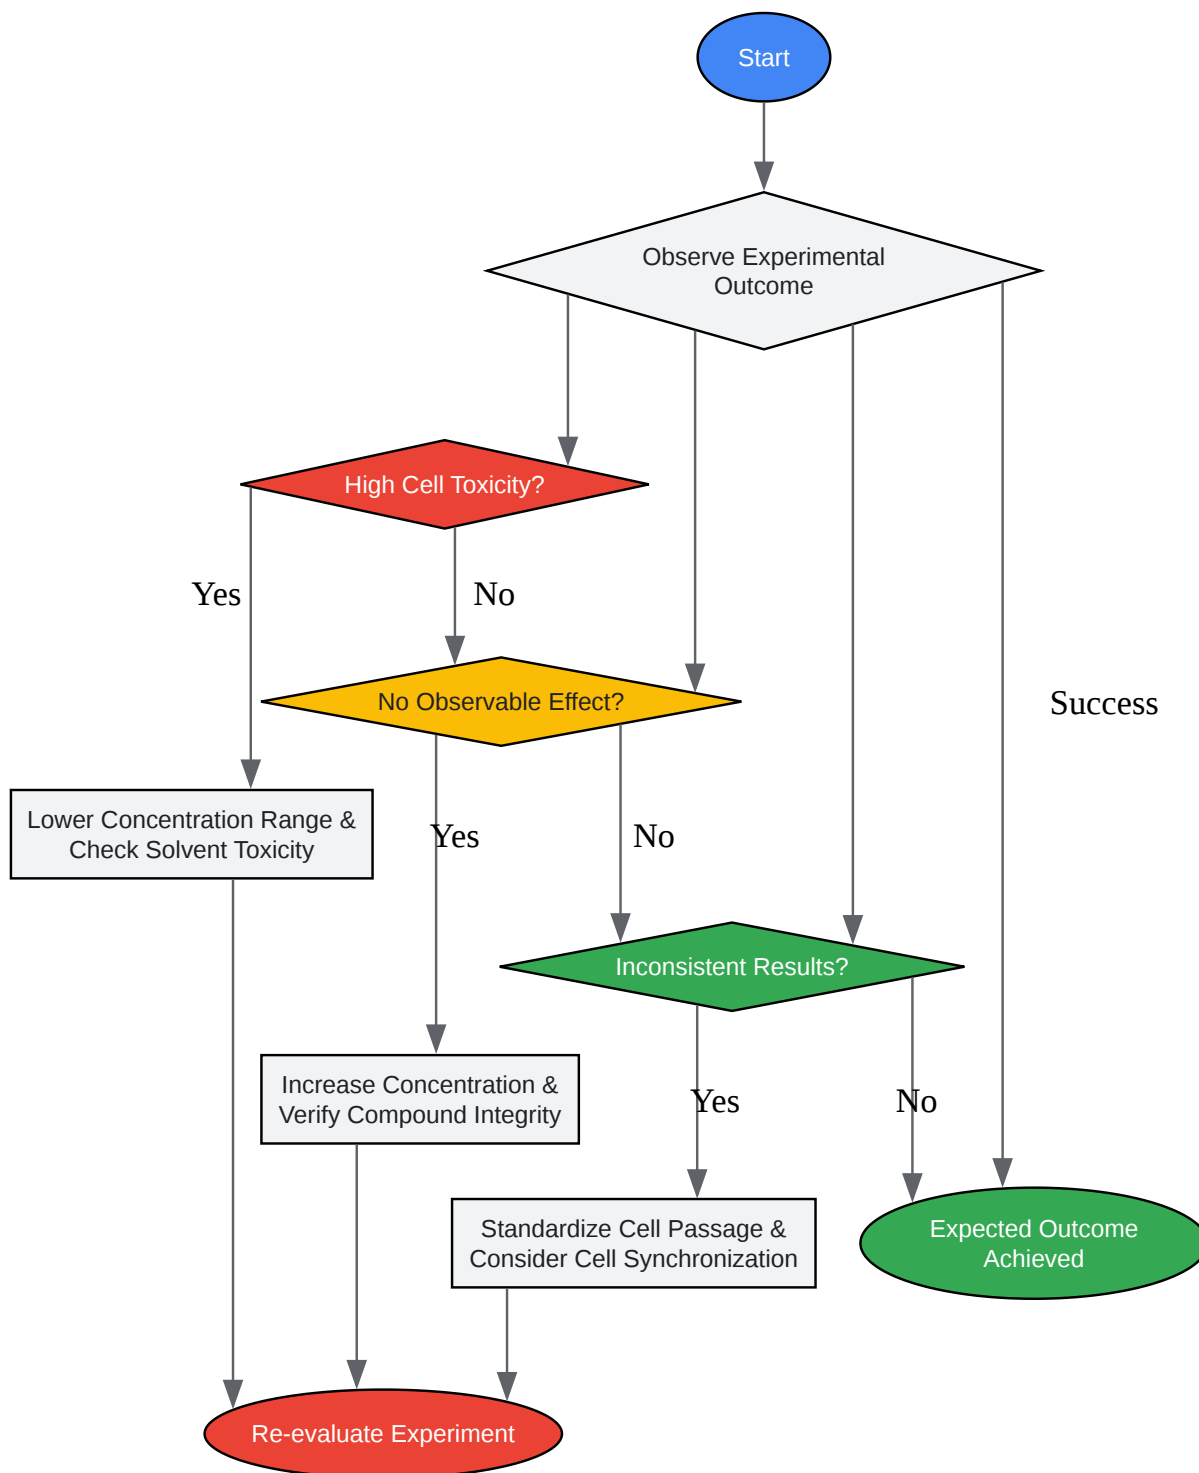 Start
Observe Experimental
Outcome
High Cell Toxicity?
Yes
No
No Observable Effect?
Success
Lower Concentration Range &
Check Solvent Toxicity
Yes
No
Inconsistent Results?
Increase Concentration &
Verify Compound Integrity
Yes
No
Standardize Cell Passage &
Consider Cell Synchronization
Expected Outcome
Achieved
Re-evaluate Experiment